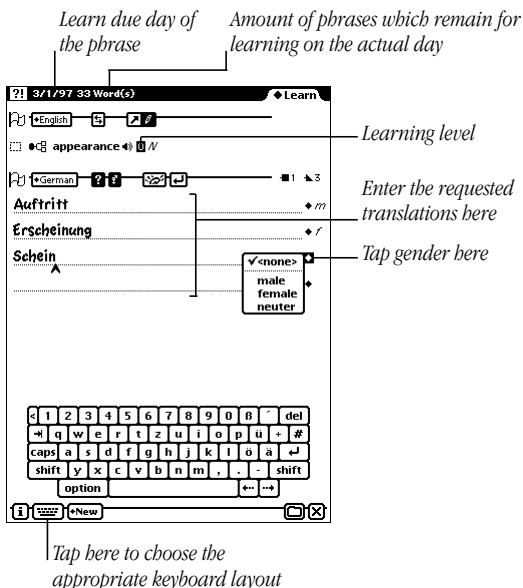 Learn due day of
the phrase
Amount of phrases which remain for
learning on the actual day
?! 3/1/97 33 Word(s) ◆Learn
◆English
appearance 0 N
Learning level
◆German ? 1 3
Enter the requested
translations here
Auftritt ◆ m
Erscheinung ◆ f
Schein
Tap gender here
✓<none>
male
female
neuter
< 1 2 3 4 5 6 7 8 9 0 ß ´ del
q w e r t z u i o p ü + #
caps a s d f g h j k l ö ä
shift y x c v b n m , . - shift
option
i ◆New X
Tap here to choose the
appropriate keyboard layout